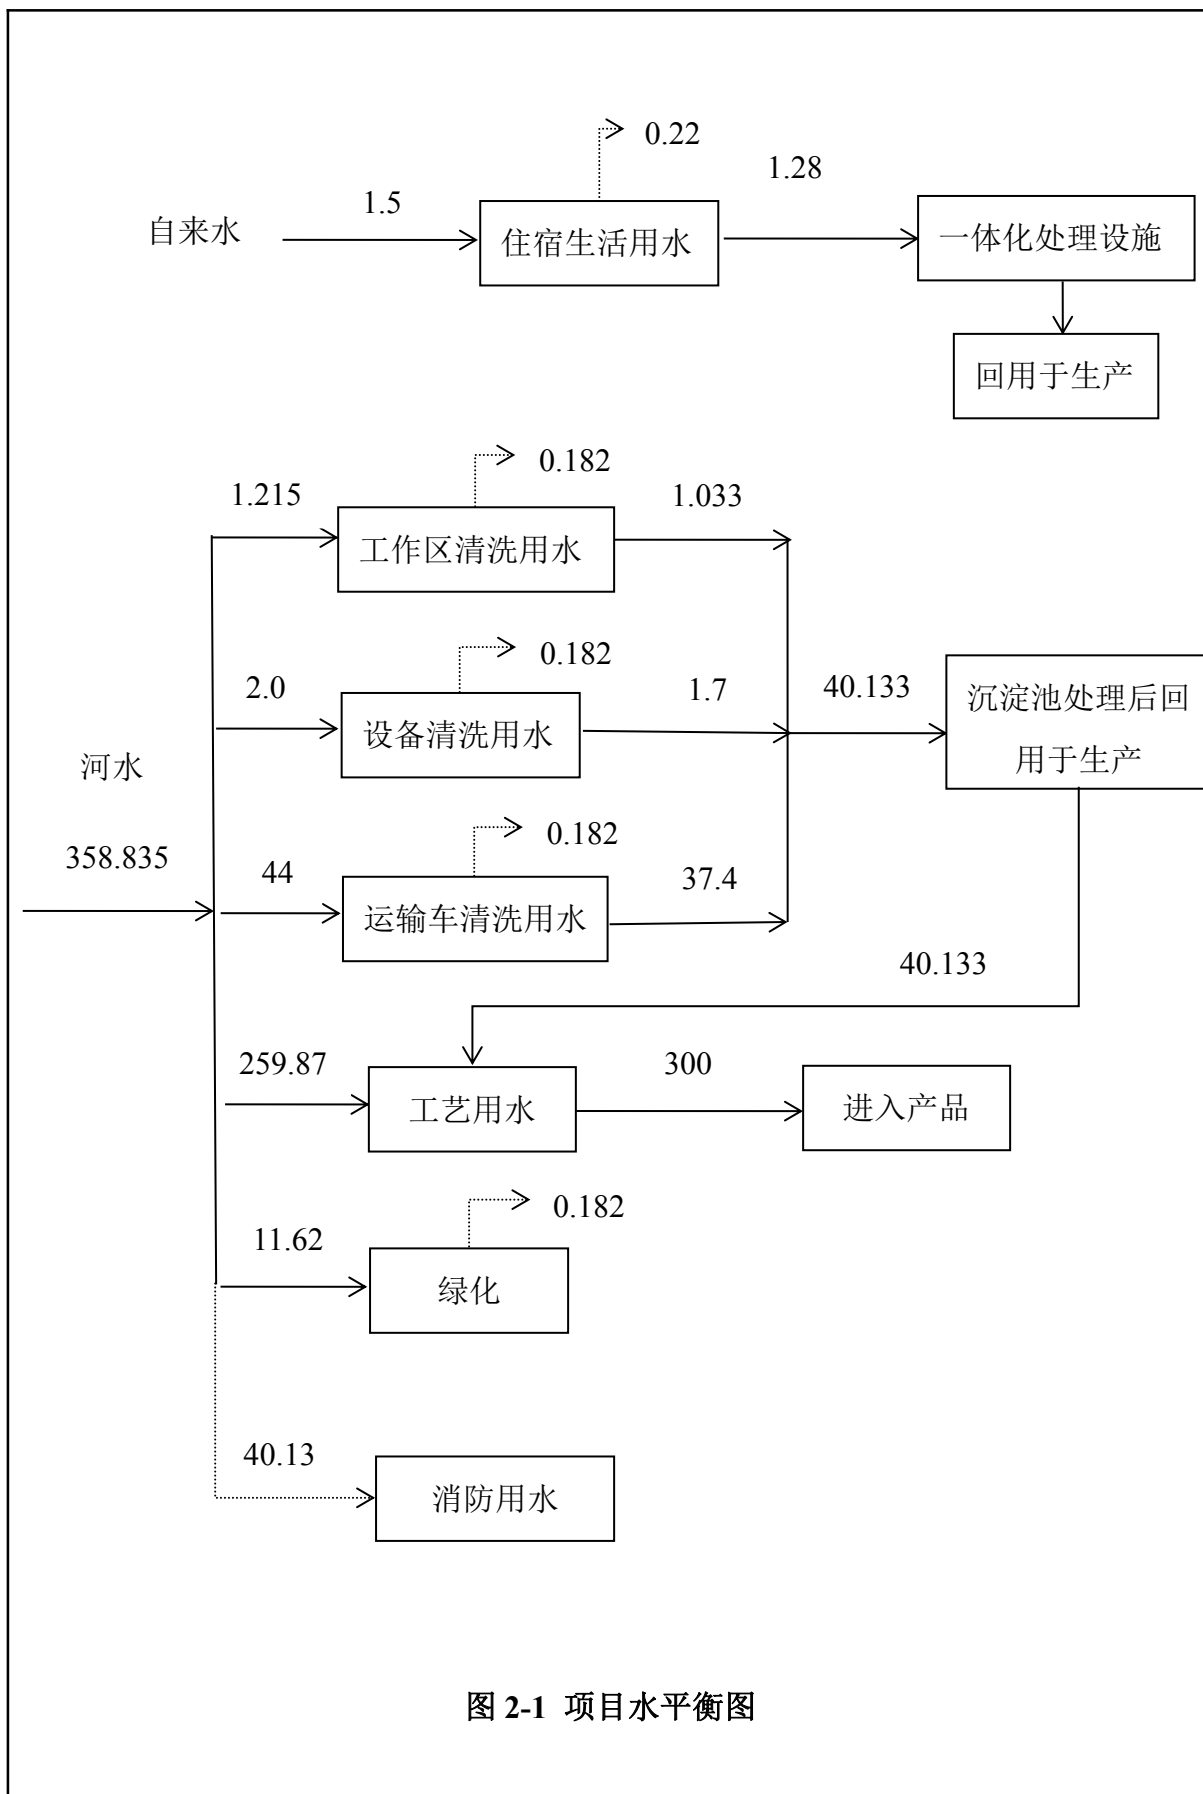 0.22
1.5
1.28
自来水
住宿生活用水
一体化处理设施
回用于生产
0.182
1.215
1.033
工作区清洗用水
0.182
2.0
1.7
40.133
设备清洗用水
沉淀池处理后回
用于生产
河水
358.835
0.182
44
37.4
运输车清洗用水
40.133
259.87
300
工艺用水
进入产品
0.182
11.62
绿化
40.13
消防用水
图 2-1 项目水平衡图